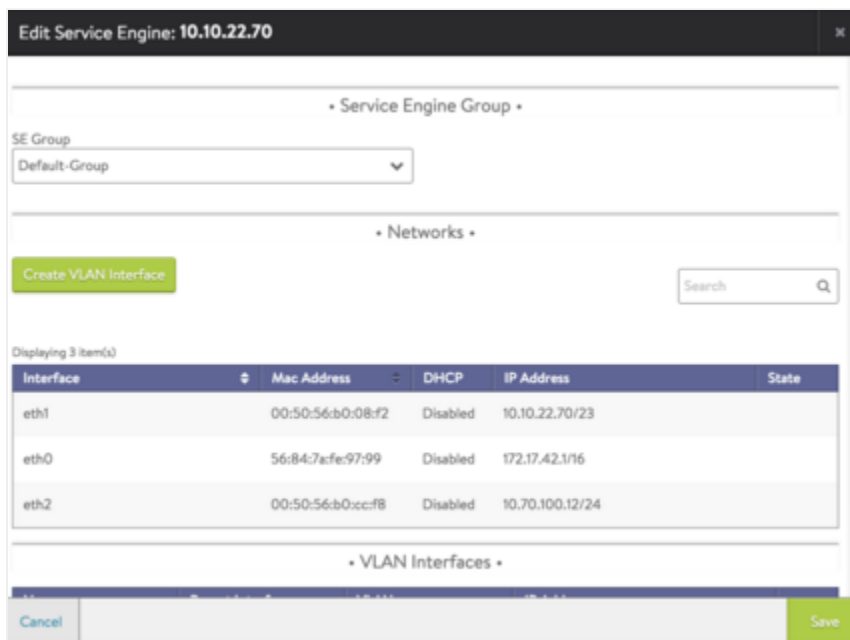 Edit Service Engine: 10.10.22.70
• Service Engine Group •
SE Group
Default-Group
• Networks •
Create VLAN Interface
Search
Displaying 3 item(s)
Interface Mac Address DHCP IP Address State
eth1 00:50:56:b0:08:f2 Disabled 10.10.22.70/23
eth0 56:84:7a:fe:97:99 Disabled 172.17.42.1/16
eth2 00:50:56:b0:cc:f8 Disabled 10.70.100.12/24
• VLAN Interfaces •
Cancel Save